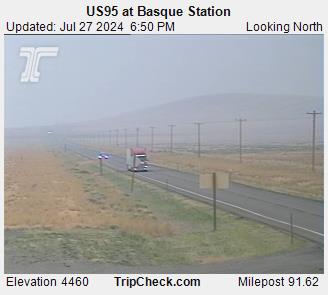 US95 at Basque Station
Updated: Jul 27 2024 6:50 PM Looking North
Elevation 4460 TripCheck.com Milepost 91.62